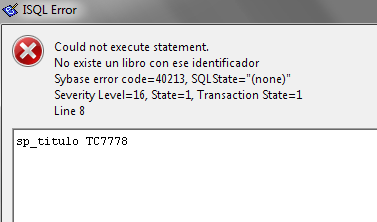 ISQL Error
Could not execute statement.
No existe un libro con ese identificador
Sybase error code=40213, SQLState="(none)"
Severity Level=16, State=1, Transaction State=1
Line 8
sp_titulo TC7778